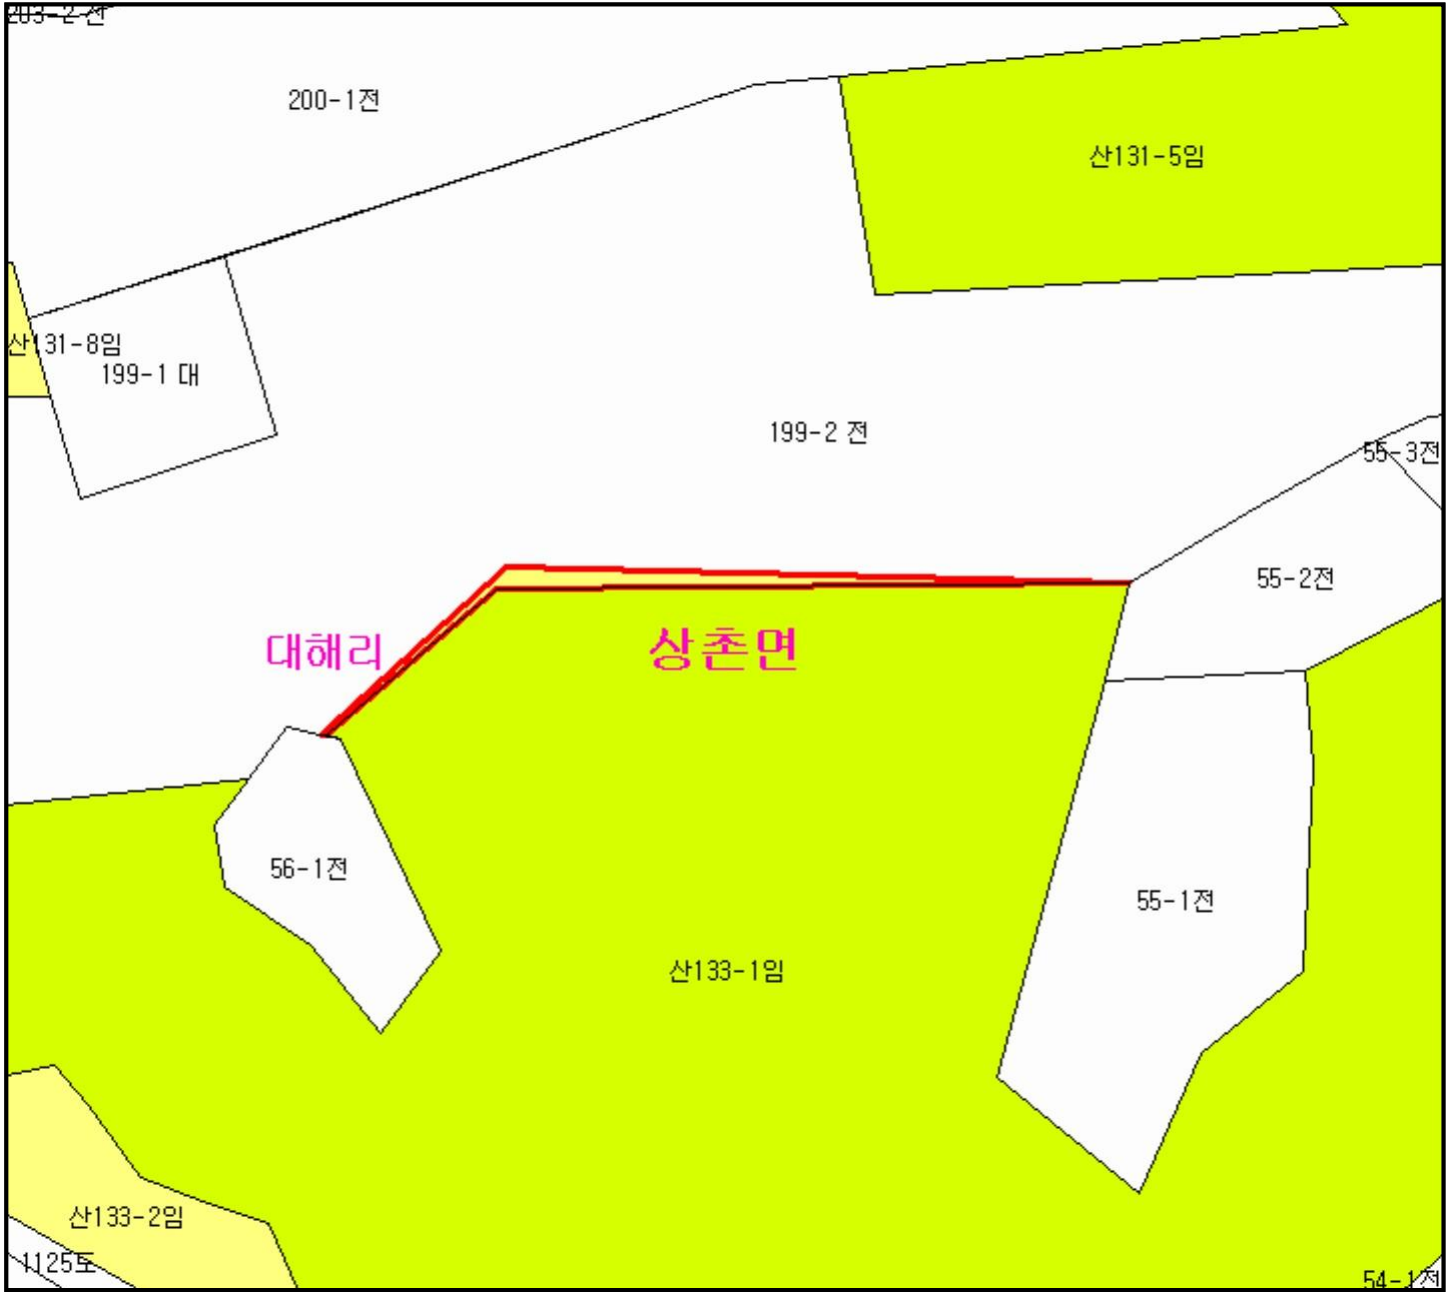 203-2 전
200-1전
산131-5임
산131-8임
199-1 대
199-2 전
55-3전
55-2전
대해리
상촌면
56-1전
55-1전
산133-1임
산133-2임
1125도
54-1전